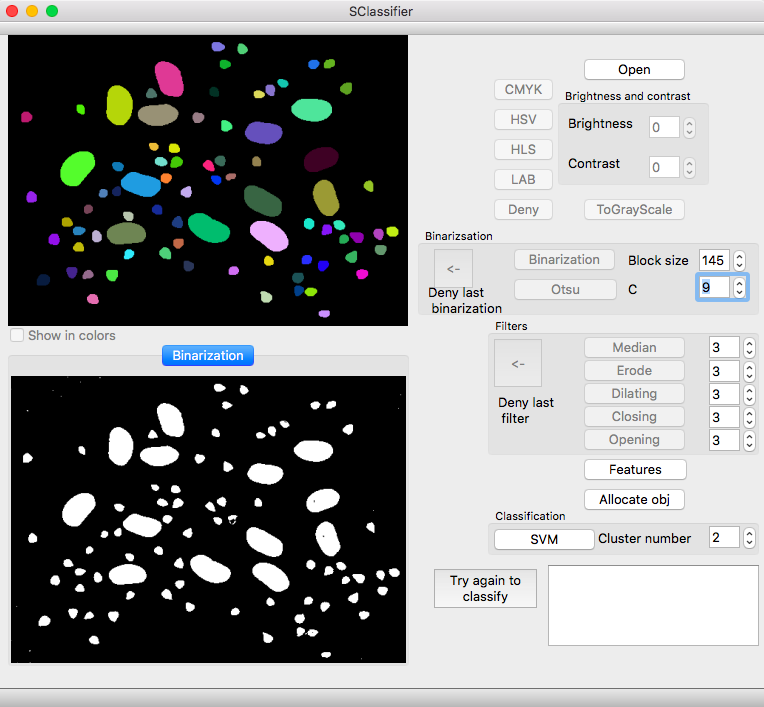 SClassifier
Open
CMYK
Brightness and contrast
HSV
Brightness
0
HLS
Contrast
0
LAB
Deny
ToGrayScale
Binarizsation
<-
Binarization
Block size
145
Deny last
binarization
Otsu
C
9
Show in colors
Filters
Binarization
<-
Median
3
Erode
3
Deny last
filter
Dilating
3
Closing
3
Opening
3
Features
Allocate obj
Classification
SVM
Cluster number
2
Try again to
classify